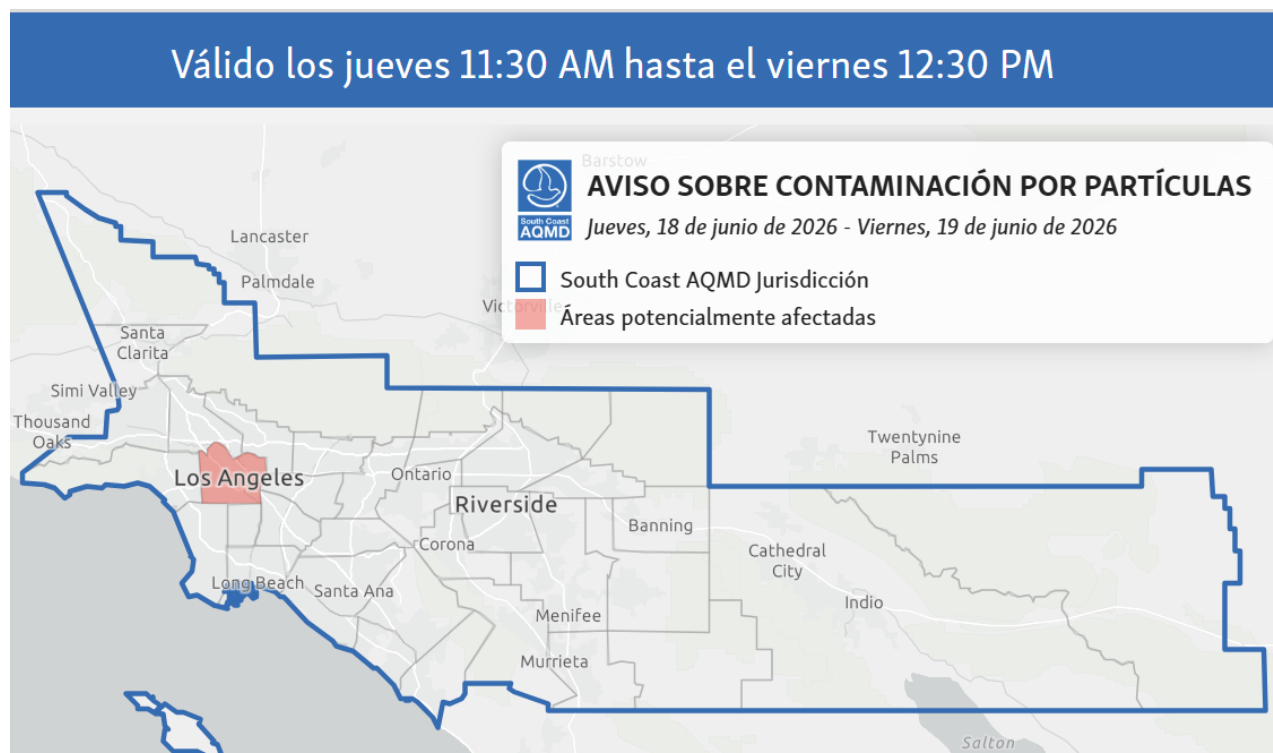 Válido los jueves 11:30 AM hasta el viernes 12:30 PM
Barstow
South Coast
AQMD
AVISO SOBRE CONTAMINACIÓN POR PARTÍCULAS
Jueves, 18 de junio de 2026 - Viernes, 19 de junio de 2026
South Coast AQMD Jurisdicción
Áreas potencialmente afectadas
Lancaster
Palmdale
Victorville
Santa
Clarita
Simi Valley
Thousand
Oaks
Los Angeles
Ontario
Riverside
Twentynine
Palms
Banning
Corona
Cathedral
City
Long Beach
Santa Ana
Indio
Menifee
Murrieta
Salton